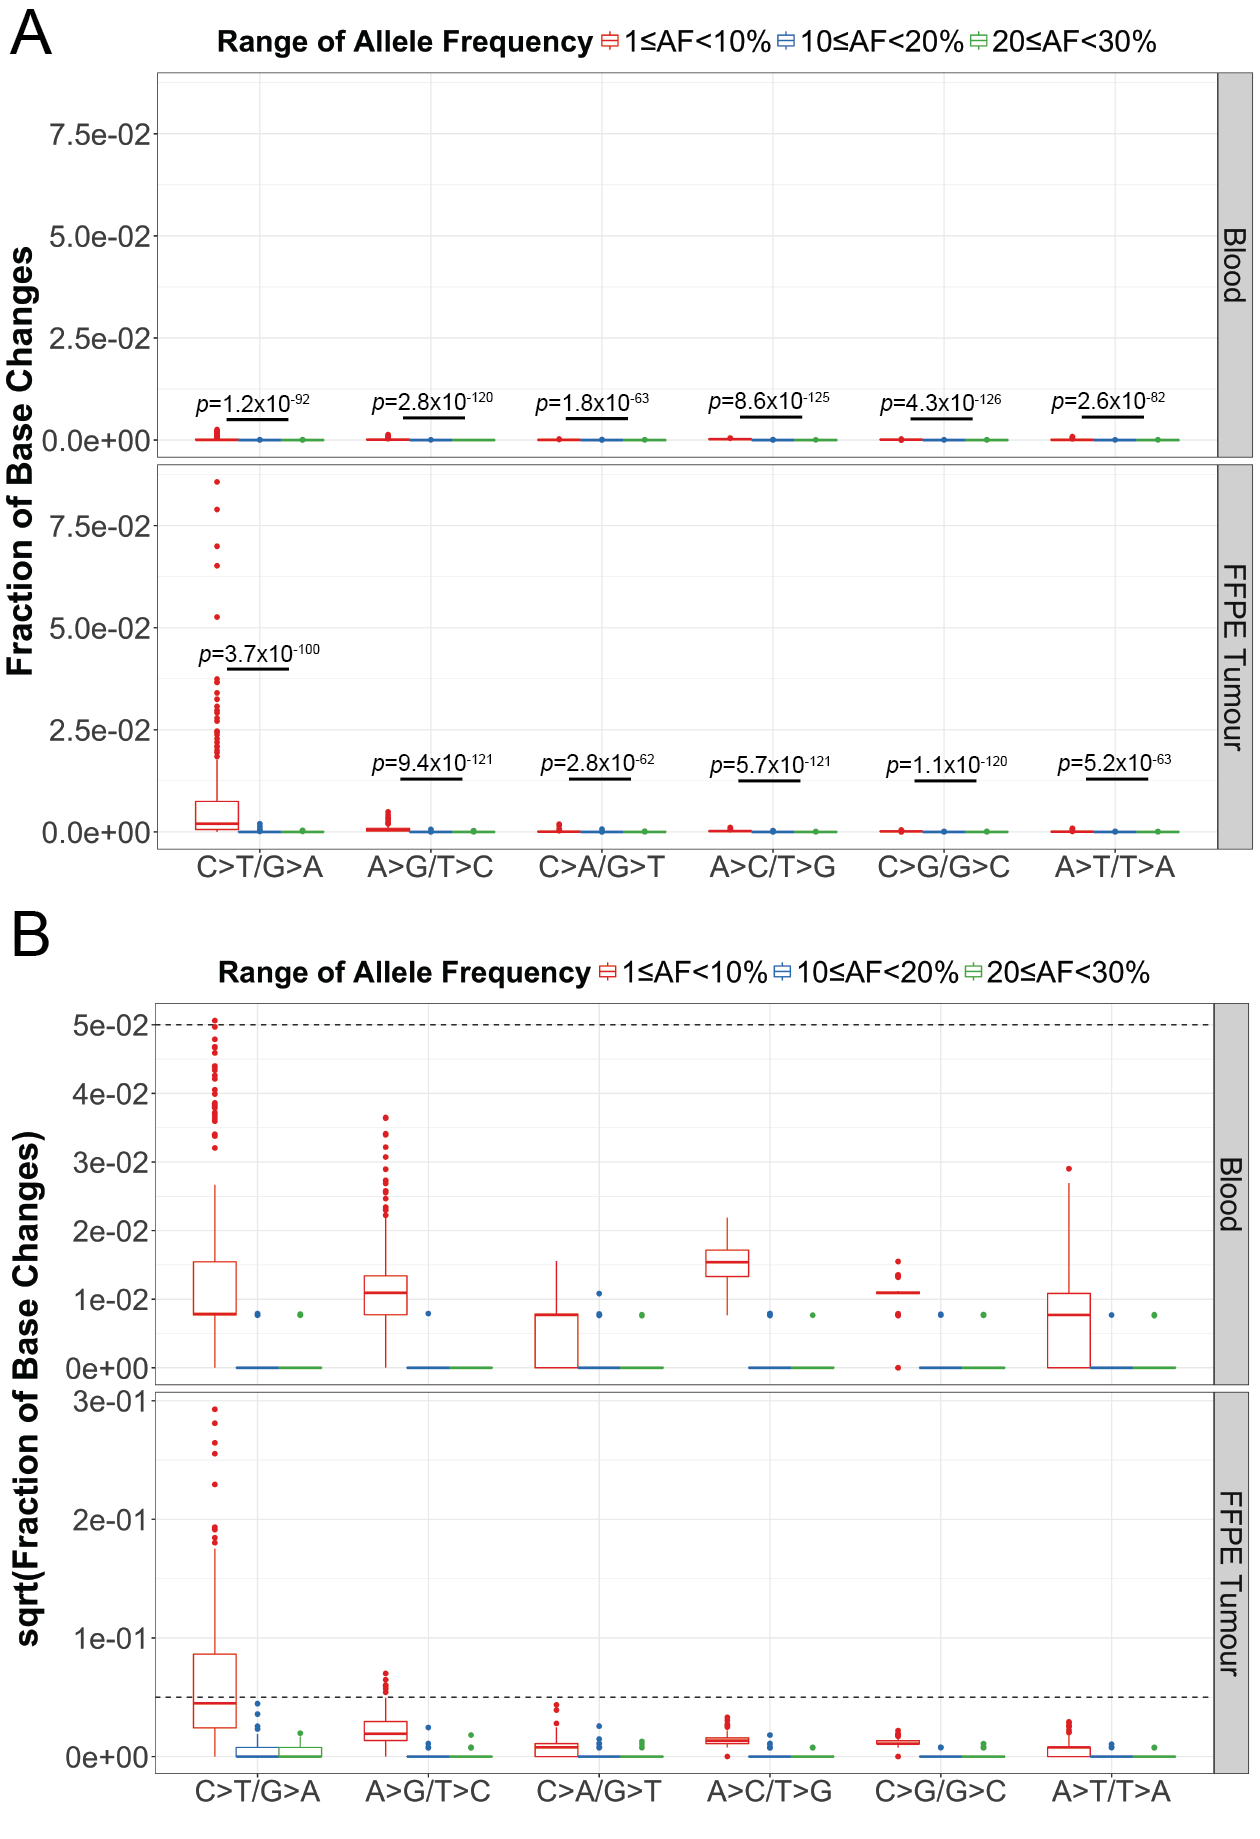 A
Range of Allele Frequency 1≤AF<10% 10≤AF<20% 20≤AF<30%
Fraction of Base Changes
7.5e-02
5.0e-02
2.5e-02
0.0e+00
p=1.2x10-92 p=2.8x10-120 p=1.8x10-63 p=8.6x10-125 p=4.3x10-126 p=2.6x10-82
Blood
7.5e-02
5.0e-02
2.5e-02
0.0e+00
p=3.7x10-100
p=9.4x10-121 p=2.8x10-62 p=5.7x10-121 p=1.1x10-120 p=5.2x10-63
FFPE Tumour
C>T/G>A A>G/T>C C>A/G>T A>C/T>G C>G/G>C A>T/T>A
B
Range of Allele Frequency 1≤AF<10% 10≤AF<20% 20≤AF<30%
sqrt(Fraction of Base Changes)
5e-02
4e-02
3e-02
2e-02
1e-02
0e+00
Blood
3e-01
2e-01
1e-01
0e+00
FFPE Tumour
C>T/G>A A>G/T>C C>A/G>T A>C/T>G C>G/G>C A>T/T>A